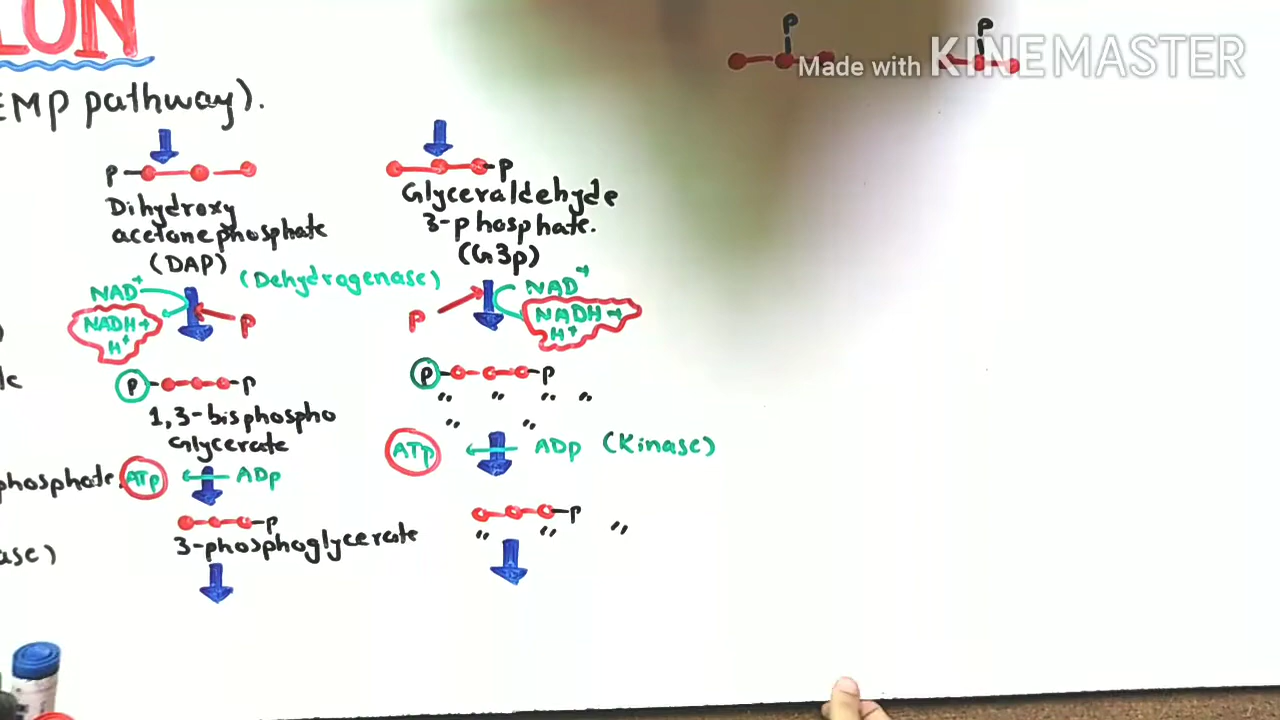 LON
EMP pathway).
P
P
Made with KINEMASTER
P
Dihydroxy
acetonephosphate
(DAP)
P
Glyceraldehyde
3-phosphate.
(G3P)
(Dehydrogenase)
NAD+
NADH+
H+
P
NAD+
NADH+
H+
P
P P
1,3-bisphospho
Glycerate
P P
" " " "
" "
ATP ADP
ATP ADP (Kinase)
phosphate.
P
3-phosphoglycerate
P
" " "
ase)